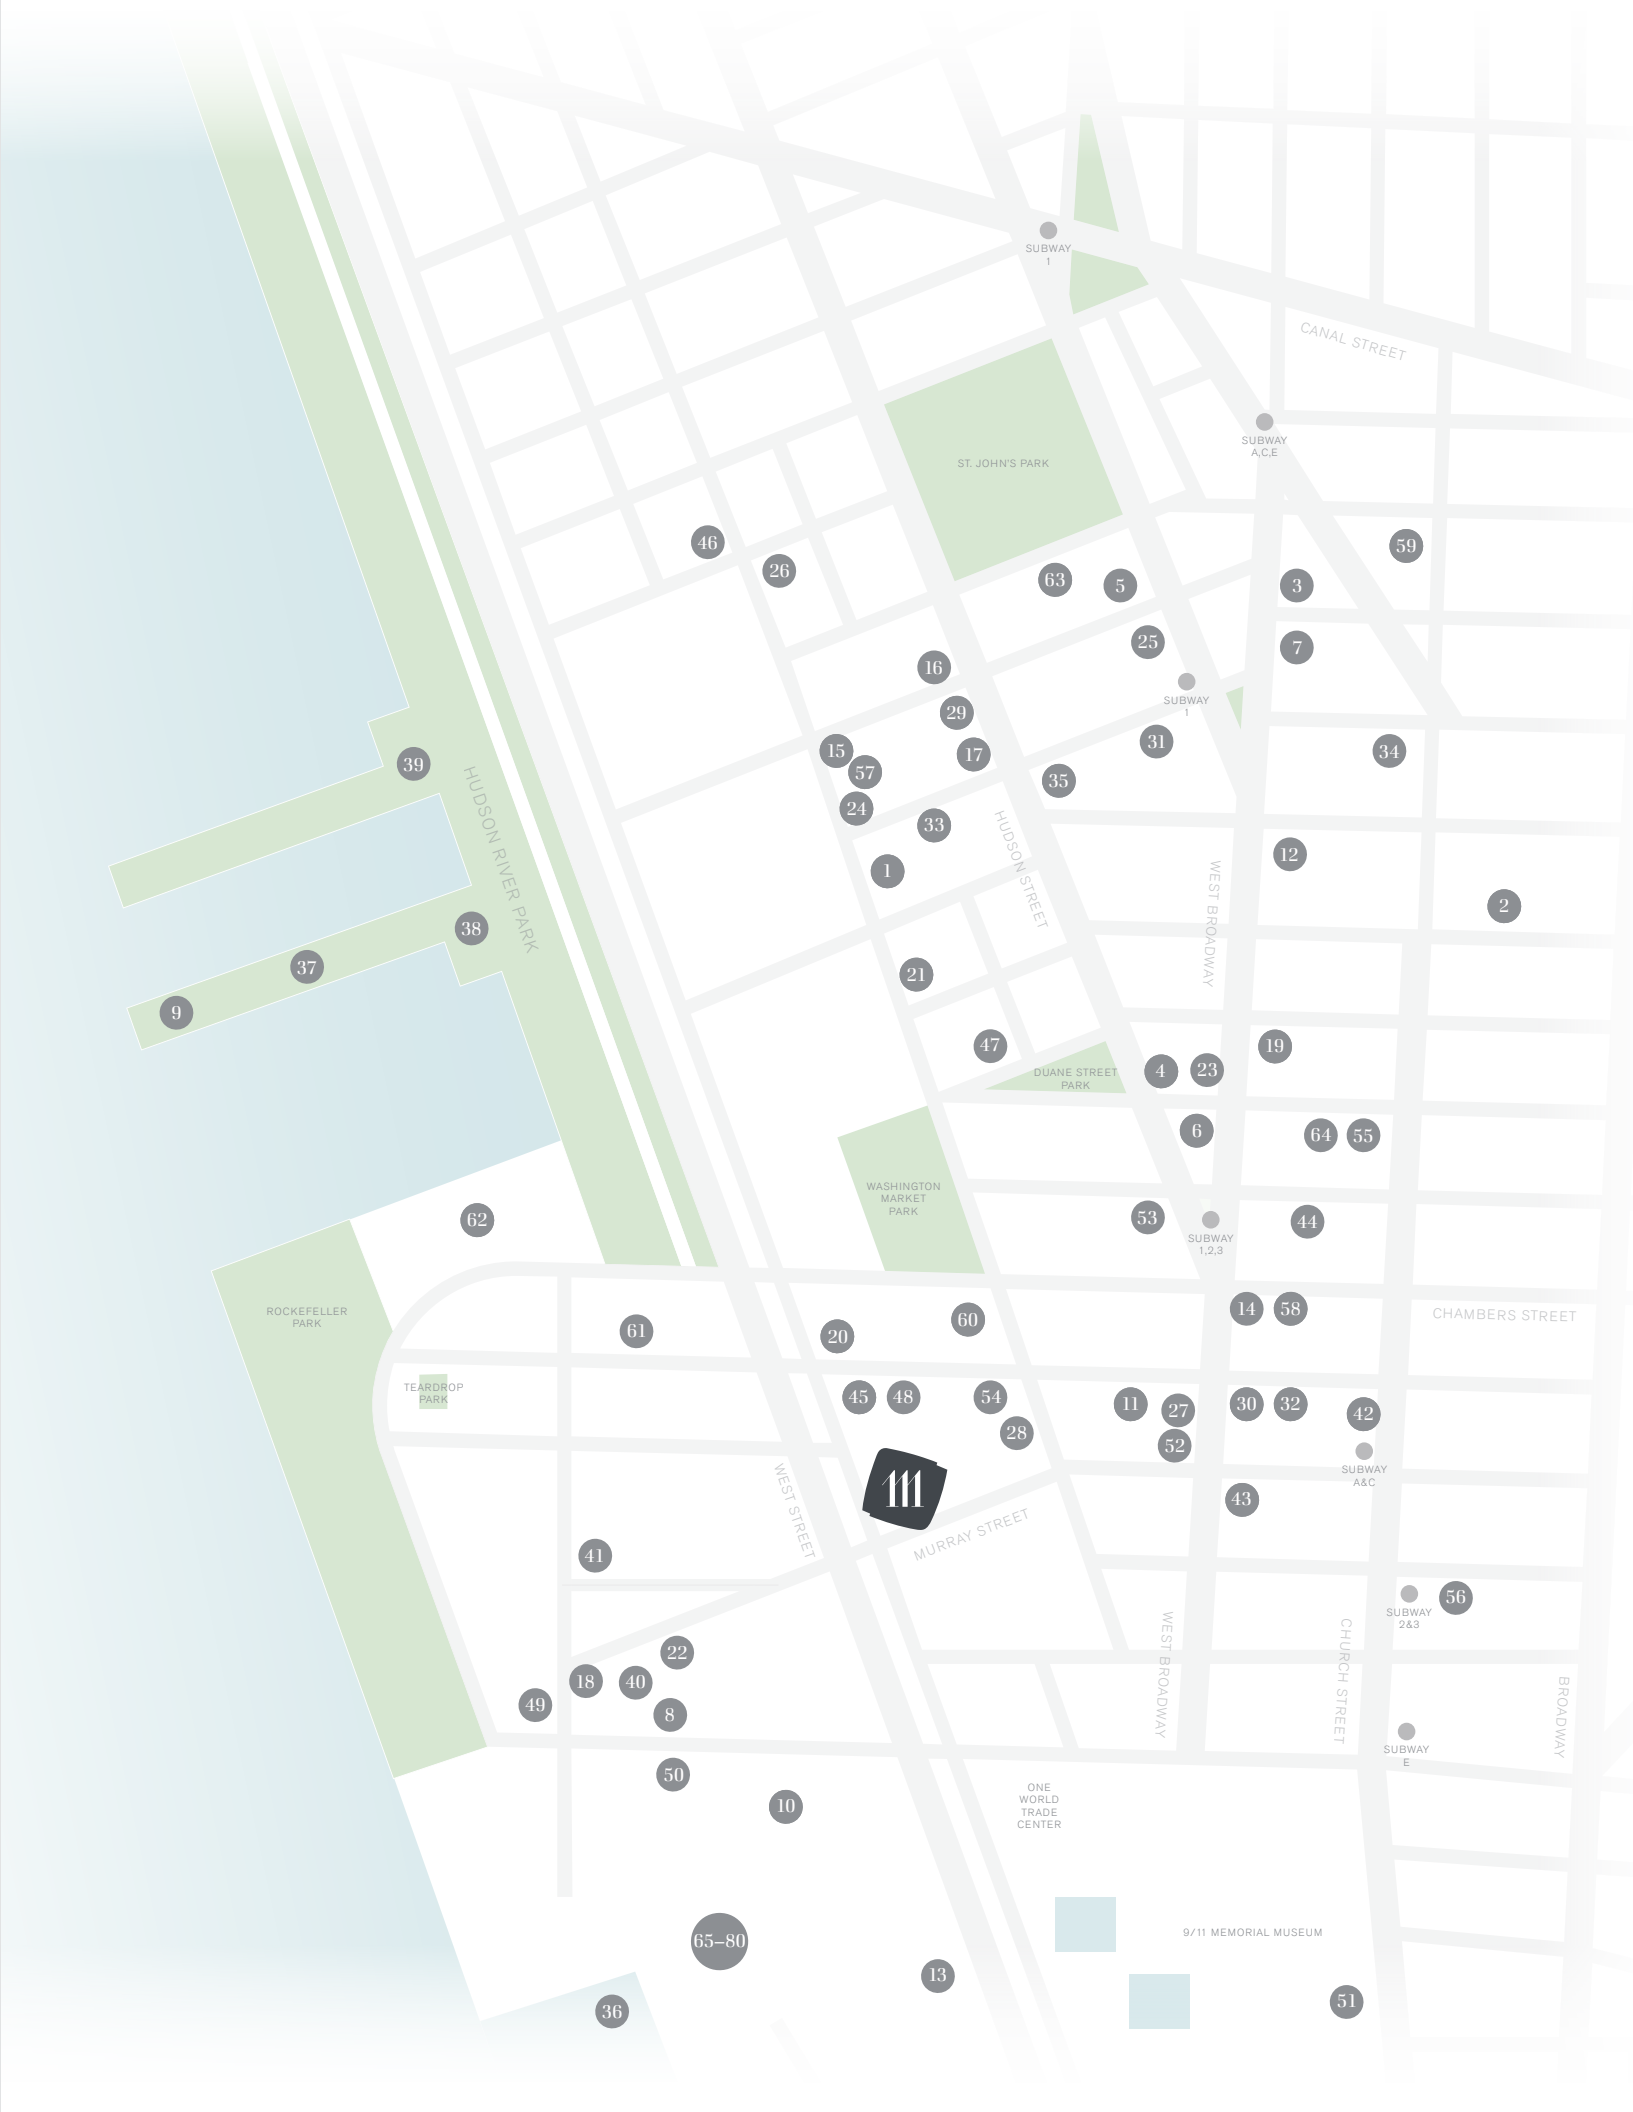 SUBWAY
1
CANAL STREET
SUBWAY
A,C,E
ST. JOHN'S PARK
46
26
59
63
5
3
25
7
16
SUBWAY
1
29
15
17
31
34
57
39
35
24
33
HUDSON RIVER PARK
HUDSON STREET
12
1
WEST BROADWAY
2
38
37
21
9
47
19
DUANE STREET
PARK
4
23
6
64
55
WASHINGTON
MARKET
PARK
62
53
44
SUBWAY
1,2,3
ROCKEFELLER
PARK
14
58
CHAMBERS STREET
61
20
60
TEARDROP
PARK
45
48
54
11
27
30
32
42
28
52
SUBWAY
A&C
111
43
WEST STREET
MURRAY STREET
41
SUBWAY
2&3
56
22
WEST BROADWAY
CHURCH STREET
BROADWAY
18
40
49
8
SUBWAY
E
50
10
ONE
WORLD
TRADE
CENTER
65–80
9/11 MEMORIAL MUSEUM
13
36
51